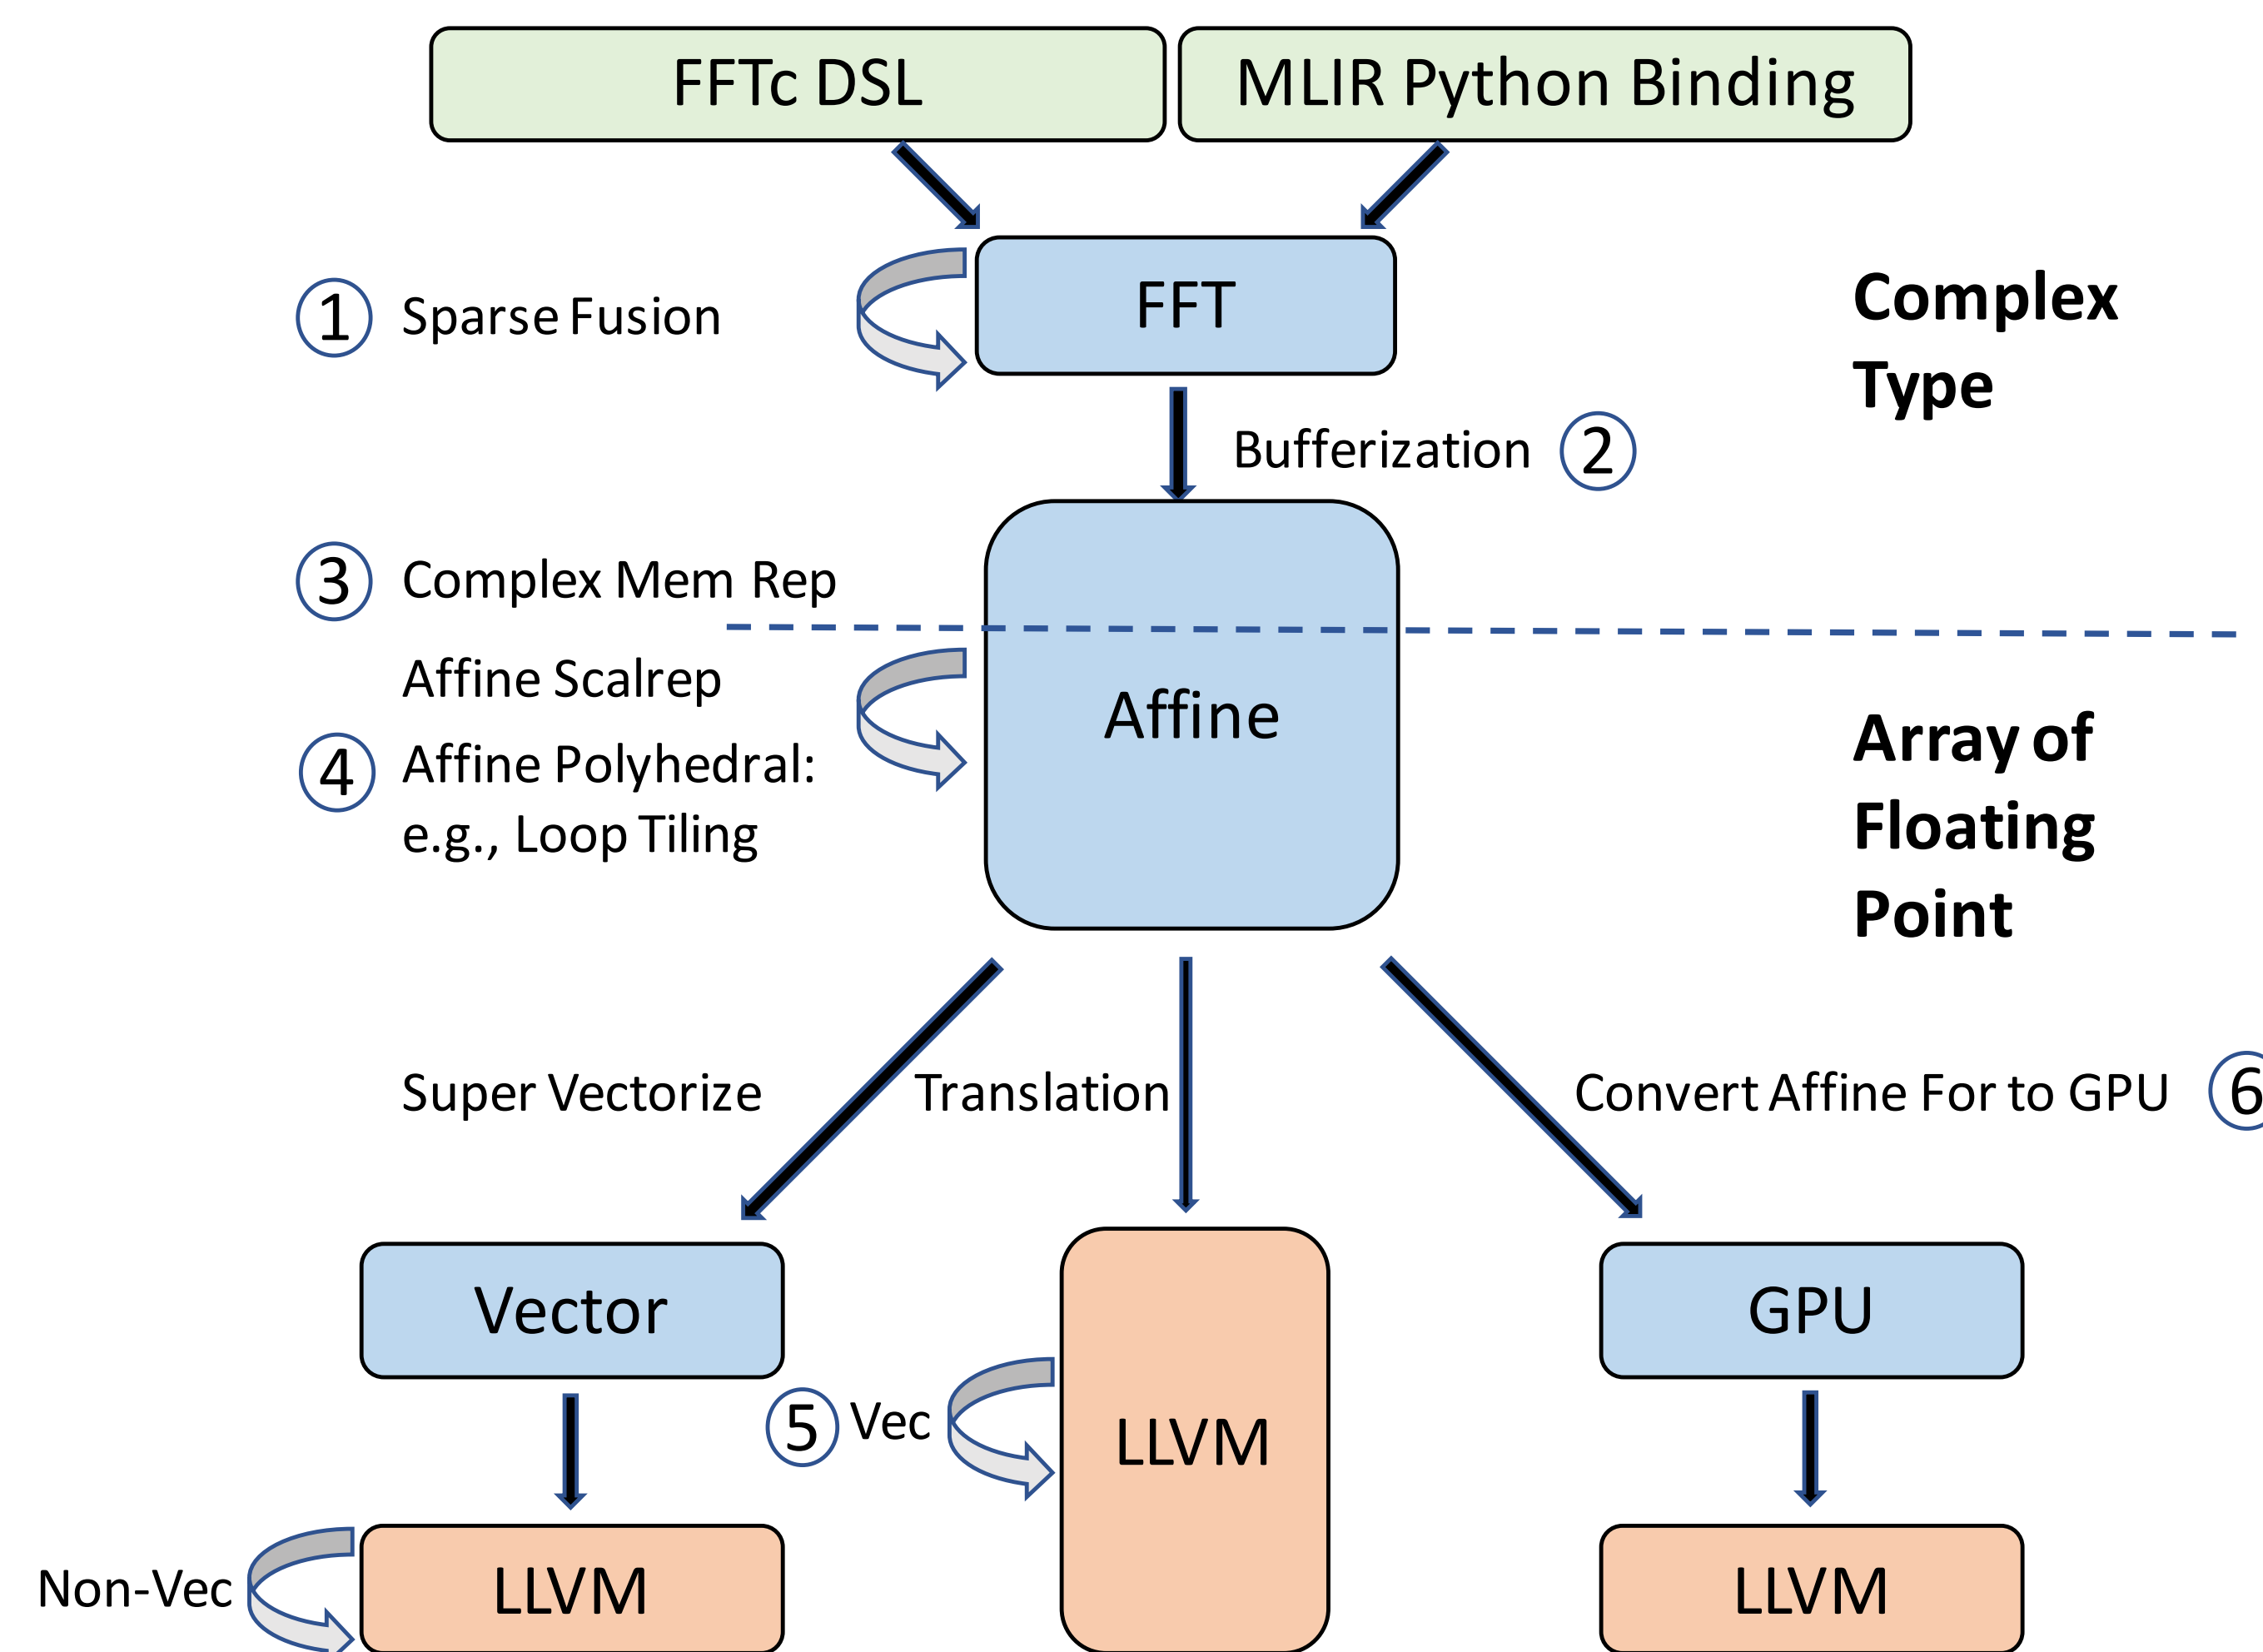 FFTc DSL
MLIR Python Binding
FFT
1 Sparse Fusion
Complex
Type
Bufferization 2
3 Complex Mem Rep
Affine Scalrep
4 Affine Polyhedral:
e.g., Loop Tiling
Affine
Array of
Floating
Point
Super Vectorize
Translation
Convert Affine For to GPU 6
Vector
GPU
5 Vec
LLVM
Non-Vec
LLVM
LLVM